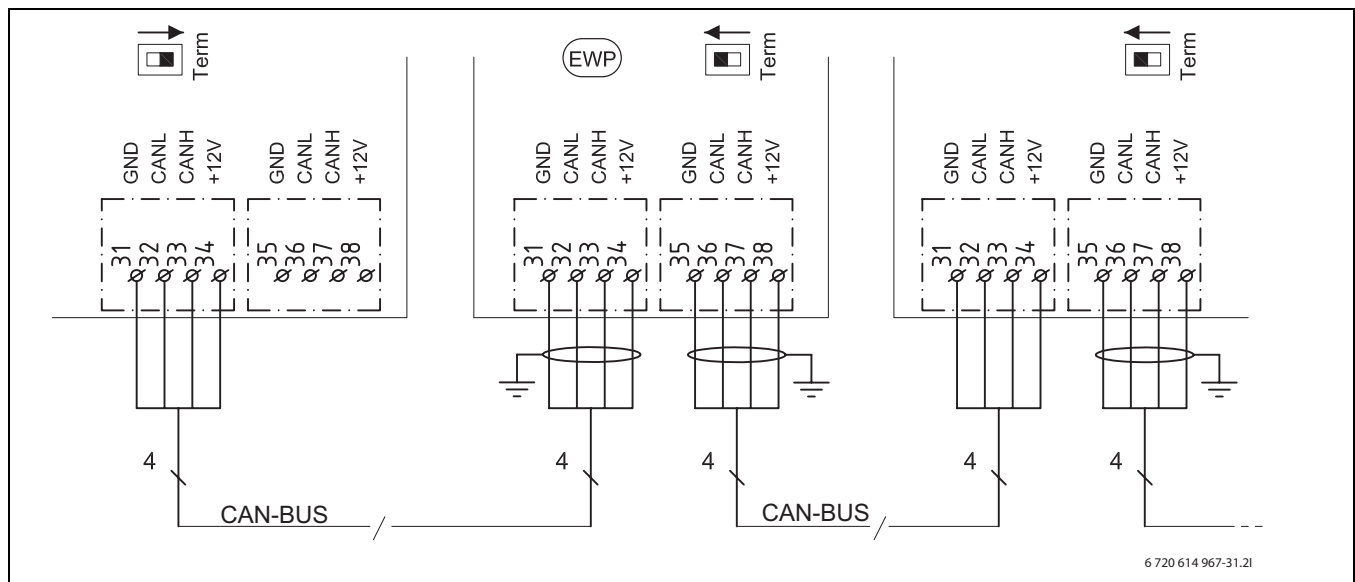 Term
EWP
Term
Term
GND CANL CANH +12V
GND CANL CANH +12V
GND CANL CANH +12V
GND CANL CANH +12V
GND CANL CANH +12V
GND CANL CANH +12V
31 32 33 34
35 36 37 38
31 32 33 34
35 36 37 38
31 32 33 34
35 36 37 38
4
4
4
4
4
CAN-BUS
CAN-BUS
6 720 614 967-31.2I